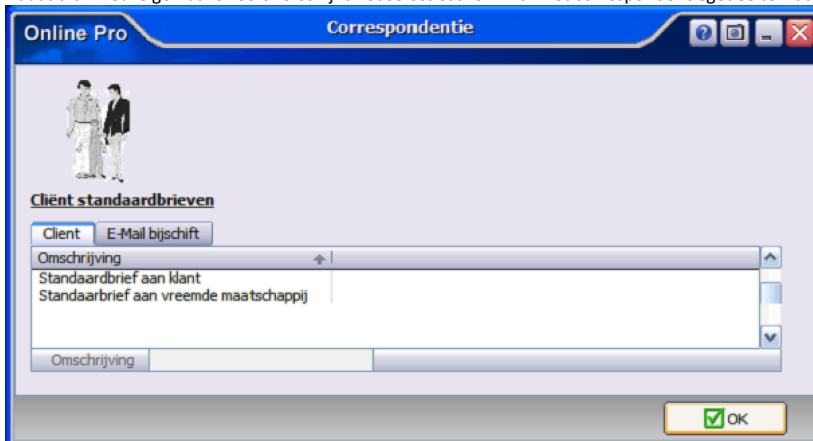 Online Pro
Correspondentie
Cliënt standaardbrieven
Client
E-Mail bijschift
Omschrijving
Standaardbrief aan klant
Standaarbrief aan vreemde maatschappij
Omschrijving
OK